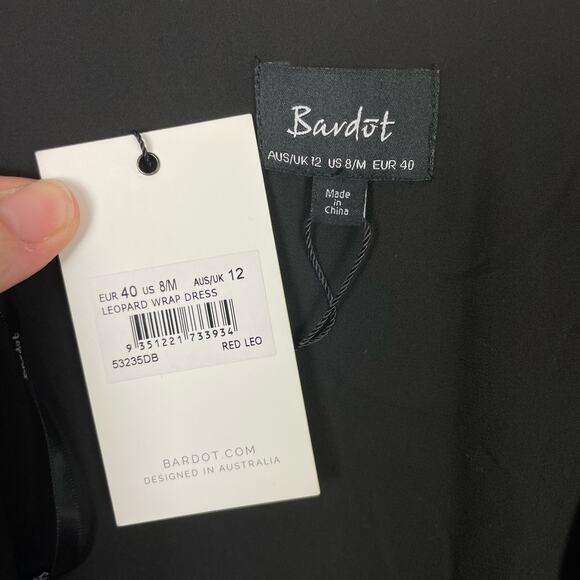 Bardōt
AUS/UK 12 US 8/M EUR 40
Made
in
China
EUR 40 US 8/M AUS/UK 12
LEOPARD WRAP DRESS
9 351221 733934
53235DB RED LEO
BARDOT.COM
DESIGNED IN AUSTRALIA